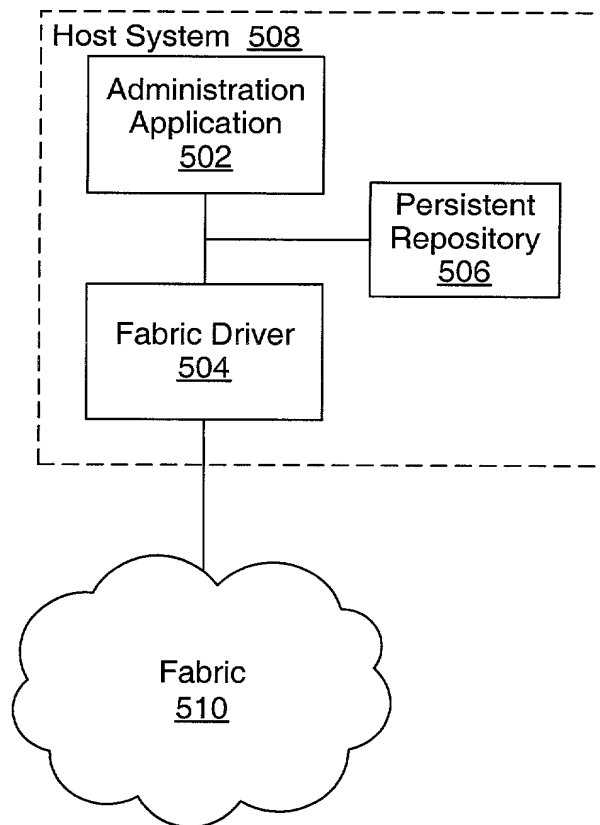 Host System 508
Administration
Application
502
Persistent
Repository
506
Fabric Driver
504
Fabric
510